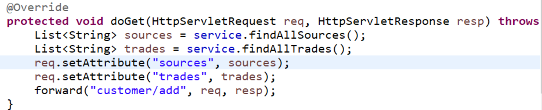 @Override
protected void doGet(HttpServletRequest req, HttpServletResponse resp) throws
List<String> sources = service.findAllSources();
List<String> trades = service.findAllTrades();
req.setAttribute("sources", sources);
req.setAttribute("trades", trades);
forward("customer/add", req, resp);
}